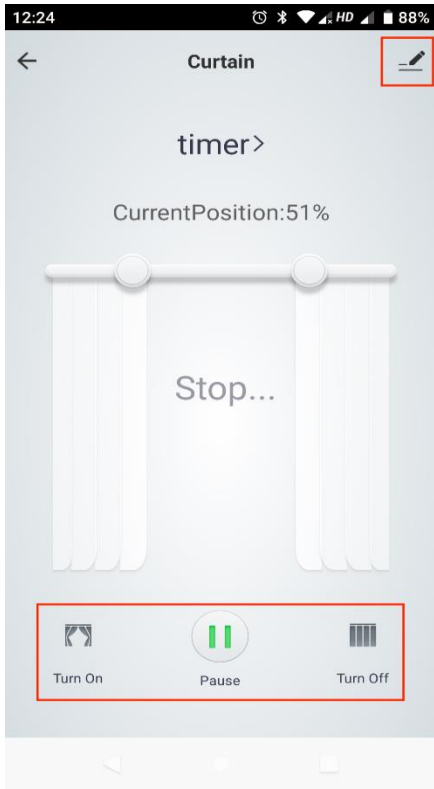 12:24 HD 88%
Curtain
timer>
CurrentPosition:51%
Stop...
Turn On Pause Turn Off